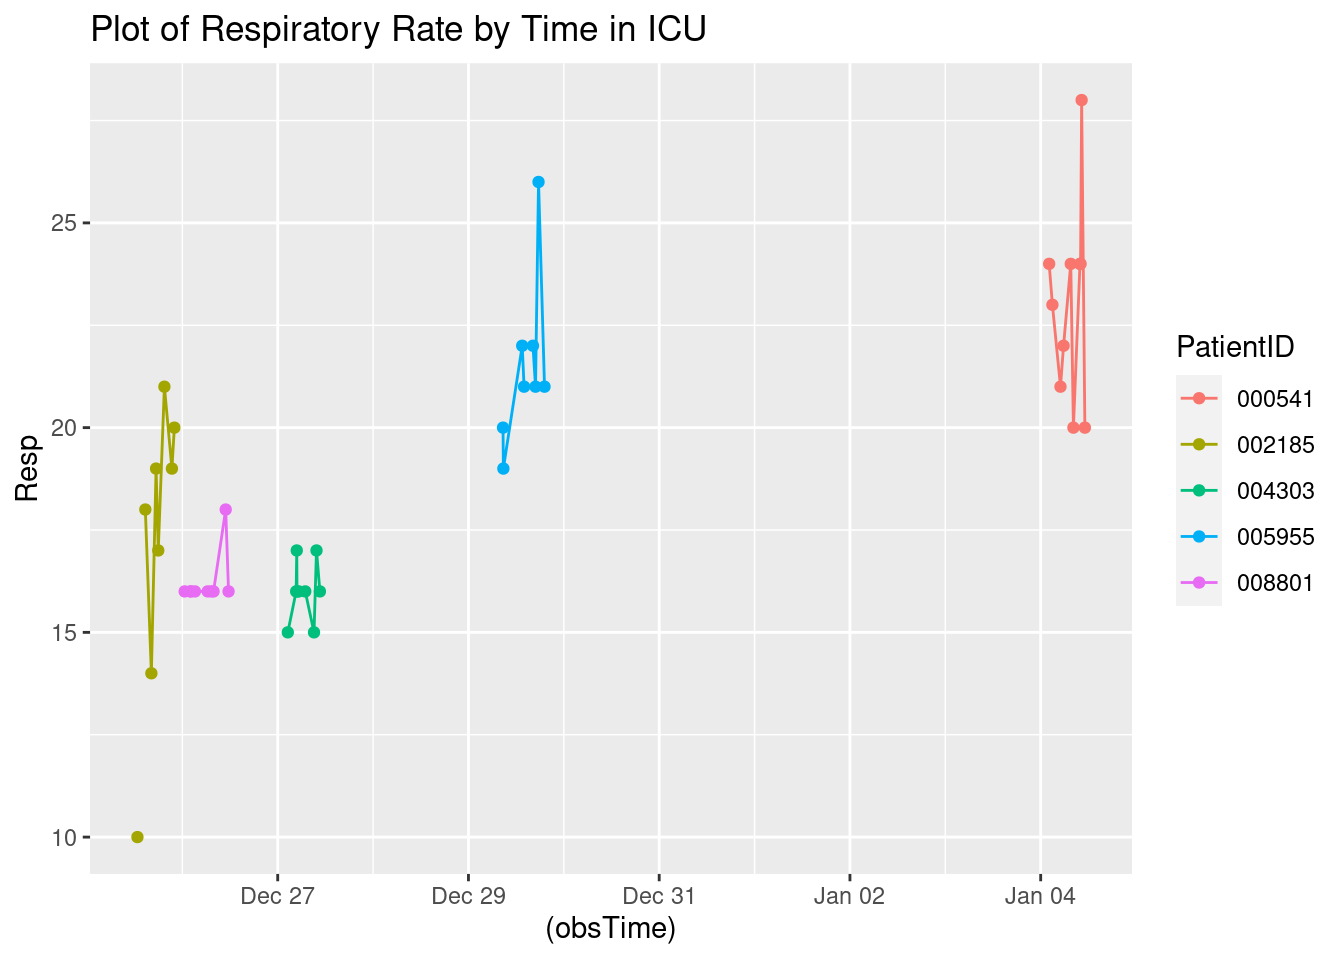 Plot of Respiratory Rate by Time in ICU
Resp
25
20
15
10
Dec 27 Dec 29 Dec 31 Jan 02 Jan 04
(obsTime)
PatientID
000541
002185
004303
005955
008801